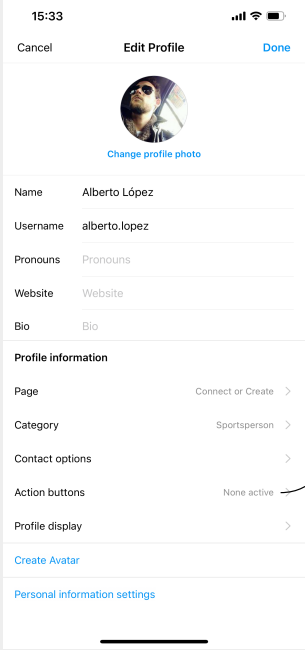 15:33
Cancel Edit Profile Done
Change profile photo
Name Alberto López
Username alberto.lopez
Pronouns Pronouns
Website Website
Bio Bio
Profile information
Page Connect or Create
Category Sportsperson
Contact options
Action buttons None active
Profile display
Create Avatar
Personal information settings